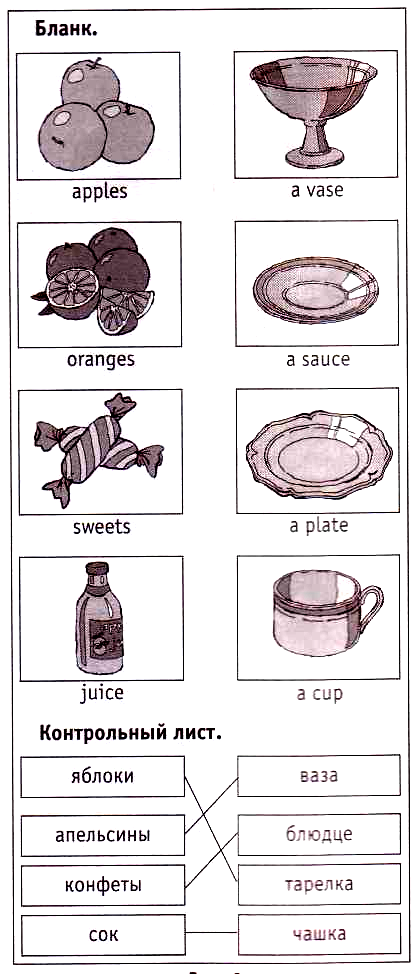 Бланк.
apples
a vase
oranges
a sauce
sweets
a plate
juice
a cup
Контрольный лист.
яблоки
ваза
апельсины
блюдце
конфеты
тарелка
сок
чашка